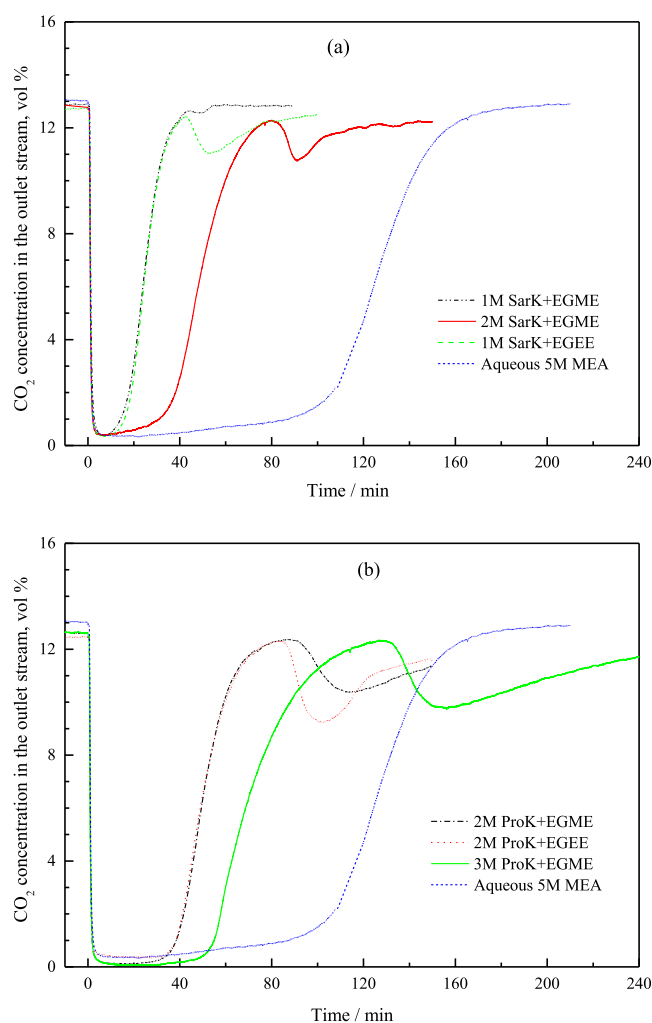 16
(a)
12
8
4
0
CO2 concentration in the outlet stream, vol %
1M SarK+EGME
2M SarK+EGME
1M SarK+EGEE
Aqueous 5M MEA
0 40 80 120 160 200 240
Time / min
16
(b)
12
8
4
0
CO2 concentration in the outlet stream, vol %
2M ProK+EGME
2M ProK+EGEE
3M ProK+EGME
Aqueous 5M MEA
0 40 80 120 160 200 240
Time / min